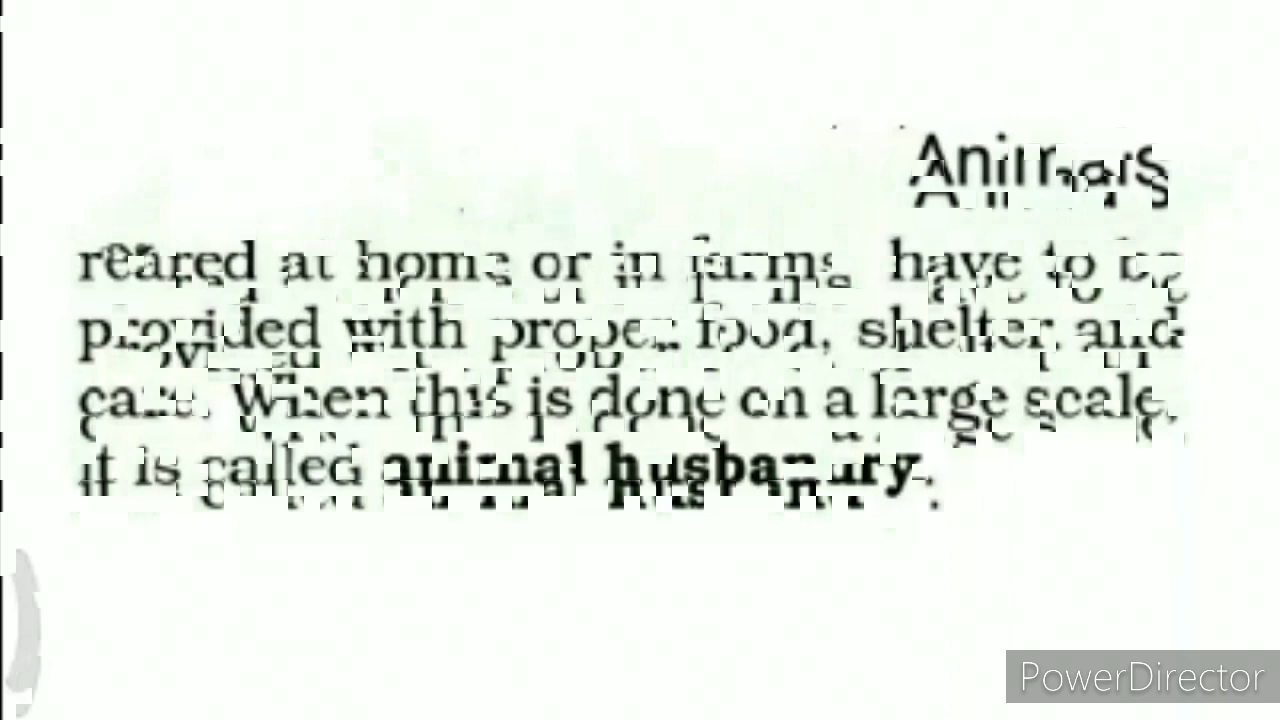 Animals
reared at home or in farms have to be
provided with proper food, shelter and
care. When this is done on a large scale,
it is called animal husbandry.
PowerDirector